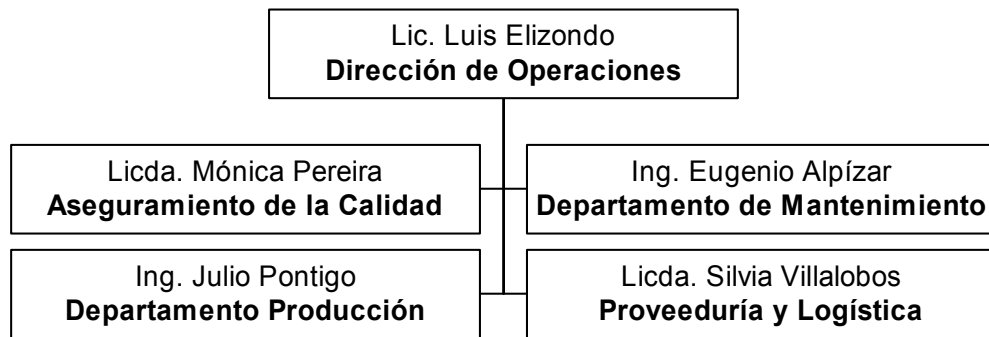 Lic. Luis Elizondo
Dirección de Operaciones
Licda. Mónica Pereira
Aseguramiento de la Calidad
Ing. Eugenio Alpízar
Departamento de Mantenimiento
Ing. Julio Pontigo
Departamento Producción
Licda. Silvia Villalobos
Proveeduría y Logística